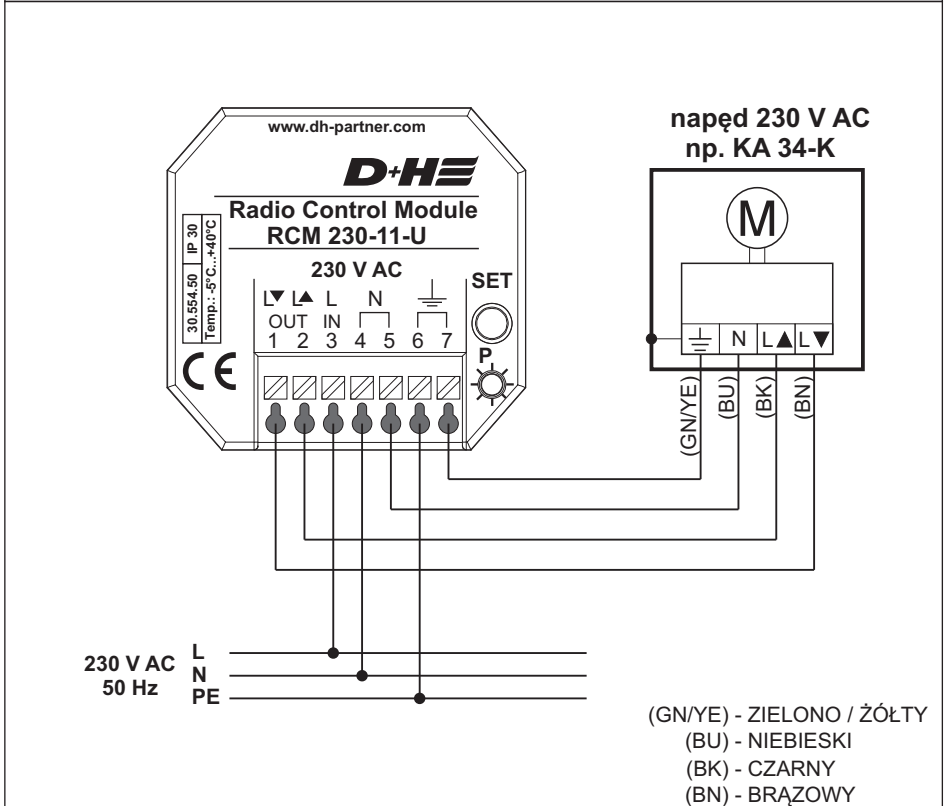 www.dh-partner.com
D+H
Radio Control Module
RCM 230-11-U
30.554.50 IP 30
Temp.: -5°C...+40°C
230 V AC
L▼ L▲ L N ⏚
OUT IN
1 2 3 4 5 6 7
SET
P
CE
napęd 230 V AC
np. KA 34-K
M
⏚ N L▲ L▼
(GN/YE) (BU) (BK) (BN)
230 V AC
50 Hz
L
N
PE
(GN/YE) - ZIELONO / ŻÓŁTY
(BU) - NIEBIESKI
(BK) - CZARNY
(BN) - BRĄZOWY